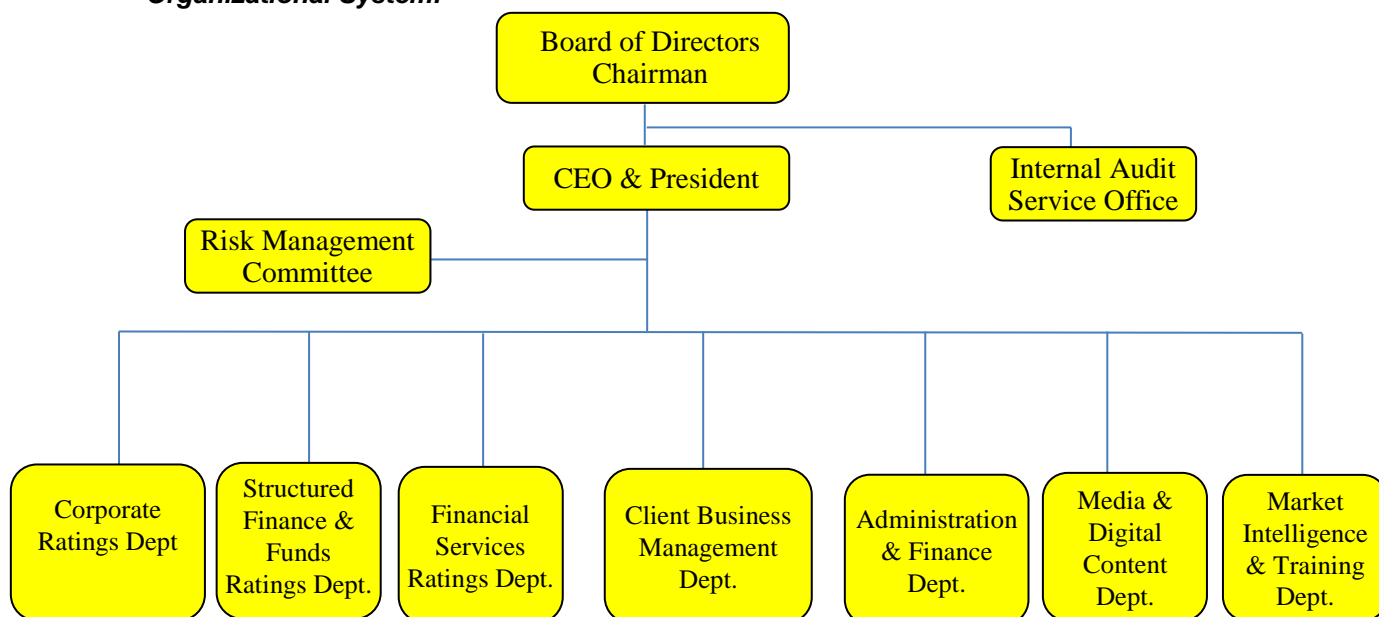 Organizational System:
Board of Directors
Chairman
CEO & President
Internal Audit
Service Office
Risk Management
Committee
Corporate
Ratings Dept
Structured
Finance &
Funds
Ratings Dept.
Financial
Services
Ratings Dept.
Client Business
Management
Dept.
Administration
& Finance
Dept.
Media &
Digital
Content
Dept.
Market
Intelligence
& Training
Dept.